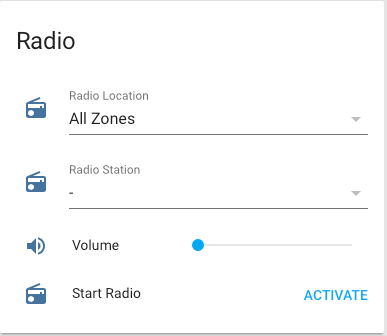 Radio
Radio Location
All Zones
Radio Station
-
Volume
Start Radio ACTIVATE